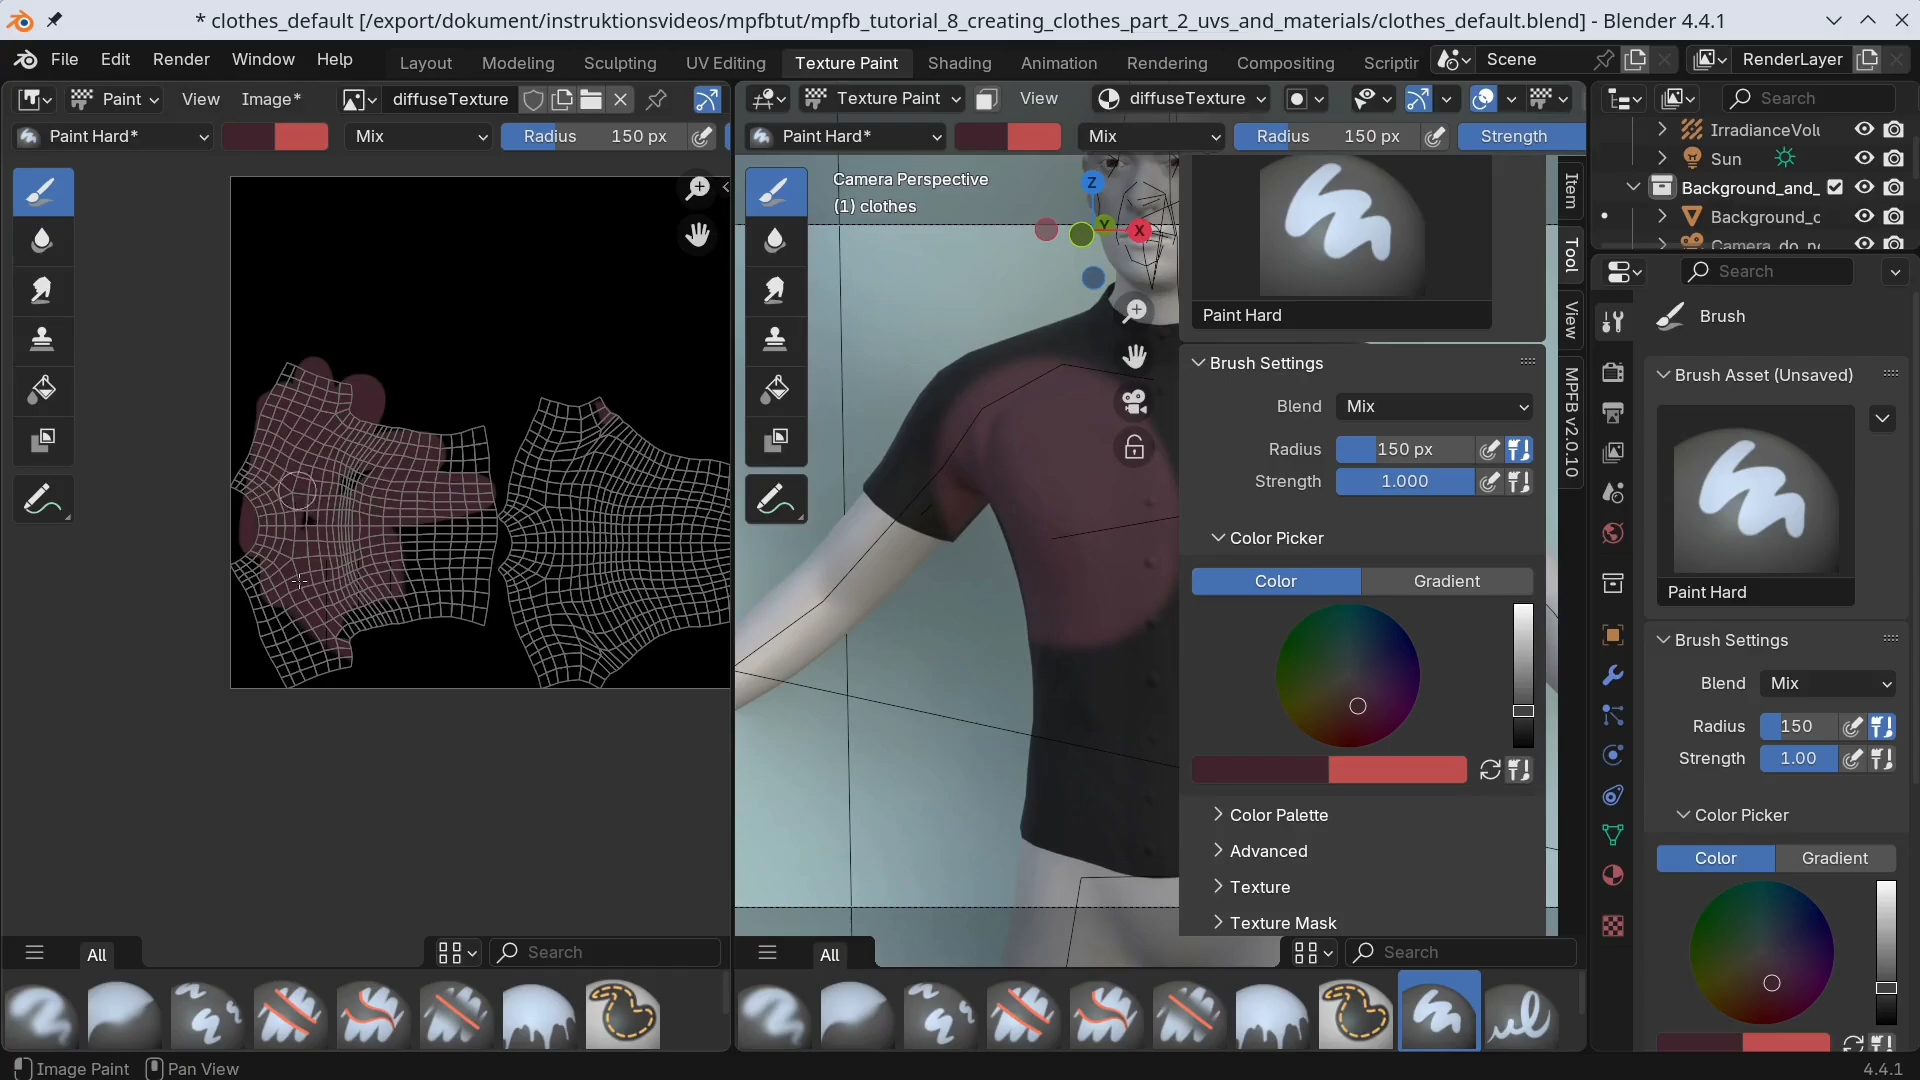 * clothes_default [/export/dokument/instruktionsvideos/mpfbtut/mpfb_tutorial_8_creating_clothes_part_2_uvs_and_materials/clothes_default.blend] - Blender 4.4.1
File Edit Render Window Help Layout Modeling Sculpting UV Editing Texture Paint Shading Animation Rendering Compositing Scriptir Scene RenderLayer
Paint View Image* diffuseTexture Texture Paint View diffuseTexture Search
Paint Hard* Mix Radius 150 px Paint Hard* Mix Radius 150 px Strength
IrradianceVolu
Sun
Background_and_
Background_c
Camera_do_no
Camera Perspective
(1) clothes
Z
Y
X
Item
Tool
View
MPFB v2.0.10
Paint Hard
Brush Settings
Blend Mix
Radius 150 px
Strength 1.000
Color Picker
Color Gradient
Color Palette
Advanced
Texture
Texture Mask
Search
Brush
Brush Asset (Unsaved)
Paint Hard
Brush Settings
Blend Mix
Radius 150
Strength 1.00
Color Picker
Color Gradient
All Search All Search
Image Paint Pan View 4.4.1